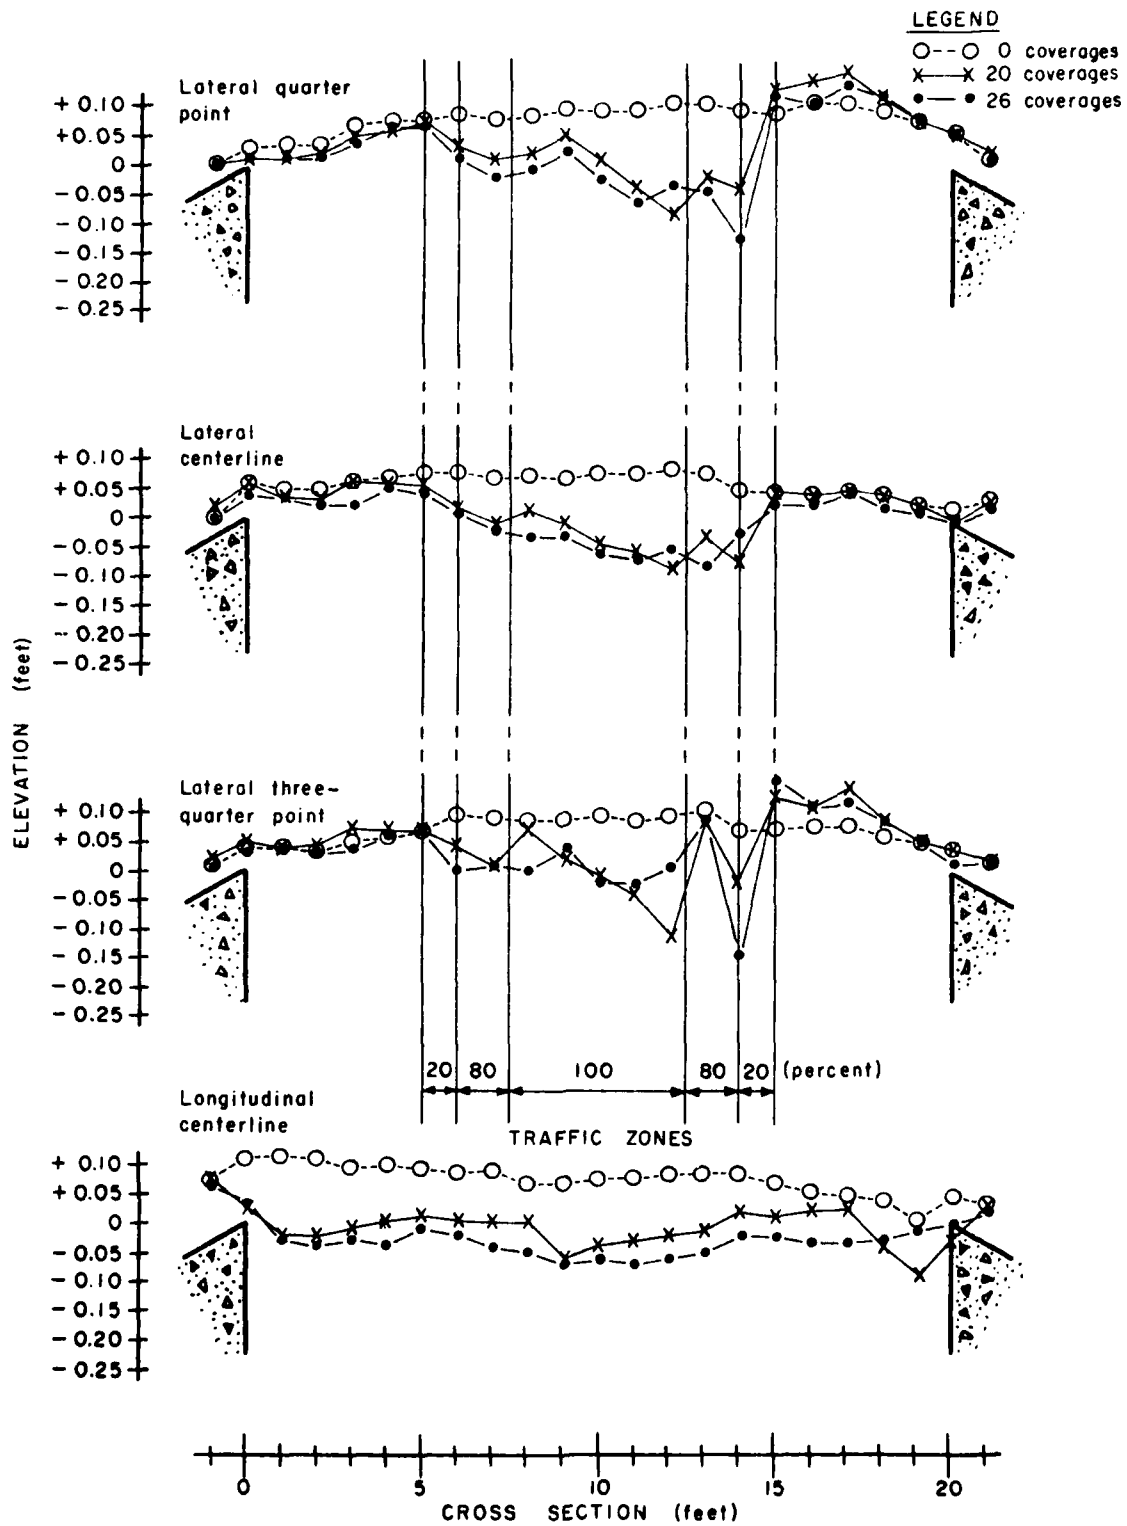 LEGEND
0 coverages
20 coverages
26 coverages
Lateral quarter
point
+ 0.10
+ 0.05
0
- 0.05
- 0.10
- 0.15
- 0.20
- 0.25
Lateral
centerline
+ 0.10
+ 0.05
0
- 0.05
- 0.10
- 0.15
- 0.20
- 0.25
ELEVATION (feet)
Lateral three-
quarter point
+ 0.10
+ 0.05
0
- 0.05
- 0.10
- 0.15
- 0.20
- 0.25
20 80 100 80 20 (percent)
TRAFFIC ZONES
Longitudinal
centerline
+ 0.10
+ 0.05
0
- 0.05
- 0.10
- 0.15
- 0.20
- 0.25
0 5 10 15 20
CROSS SECTION (feet)